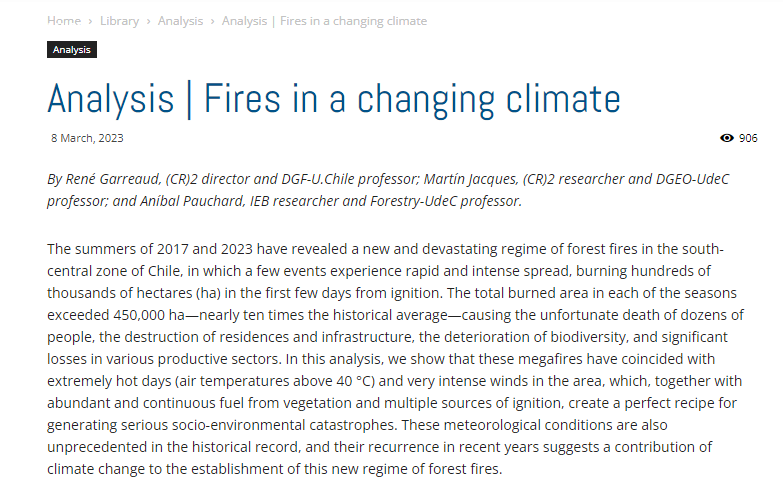 Home › Library › Analysis › Analysis | Fires in a changing climate
Analysis
Analysis | Fires in a changing climate
8 March, 2023 906
By René Garreaud, (CR)2 director and DGF-U.Chile professor; Martín Jacques, (CR)2 researcher and DGEO-UdeC
professor; and Aníbal Pauchard, IEB researcher and Forestry-UdeC professor.
The summers of 2017 and 2023 have revealed a new and devastating regime of forest fires in the south-
central zone of Chile, in which a few events experience rapid and intense spread, burning hundreds of
thousands of hectares (ha) in the first few days from ignition. The total burned area in each of the seasons
exceeded 450,000 ha—nearly ten times the historical average—causing the unfortunate death of dozens of
people, the destruction of residences and infrastructure, the deterioration of biodiversity, and significant
losses in various productive sectors. In this analysis, we show that these megafires have coincided with
extremely hot days (air temperatures above 40 °C) and very intense winds in the area, which, together with
abundant and continuous fuel from vegetation and multiple sources of ignition, create a perfect recipe for
generating serious socio-environmental catastrophes. These meteorological conditions are also
unprecedented in the historical record, and their recurrence in recent years suggests a contribution of
climate change to the establishment of this new regime of forest fires.